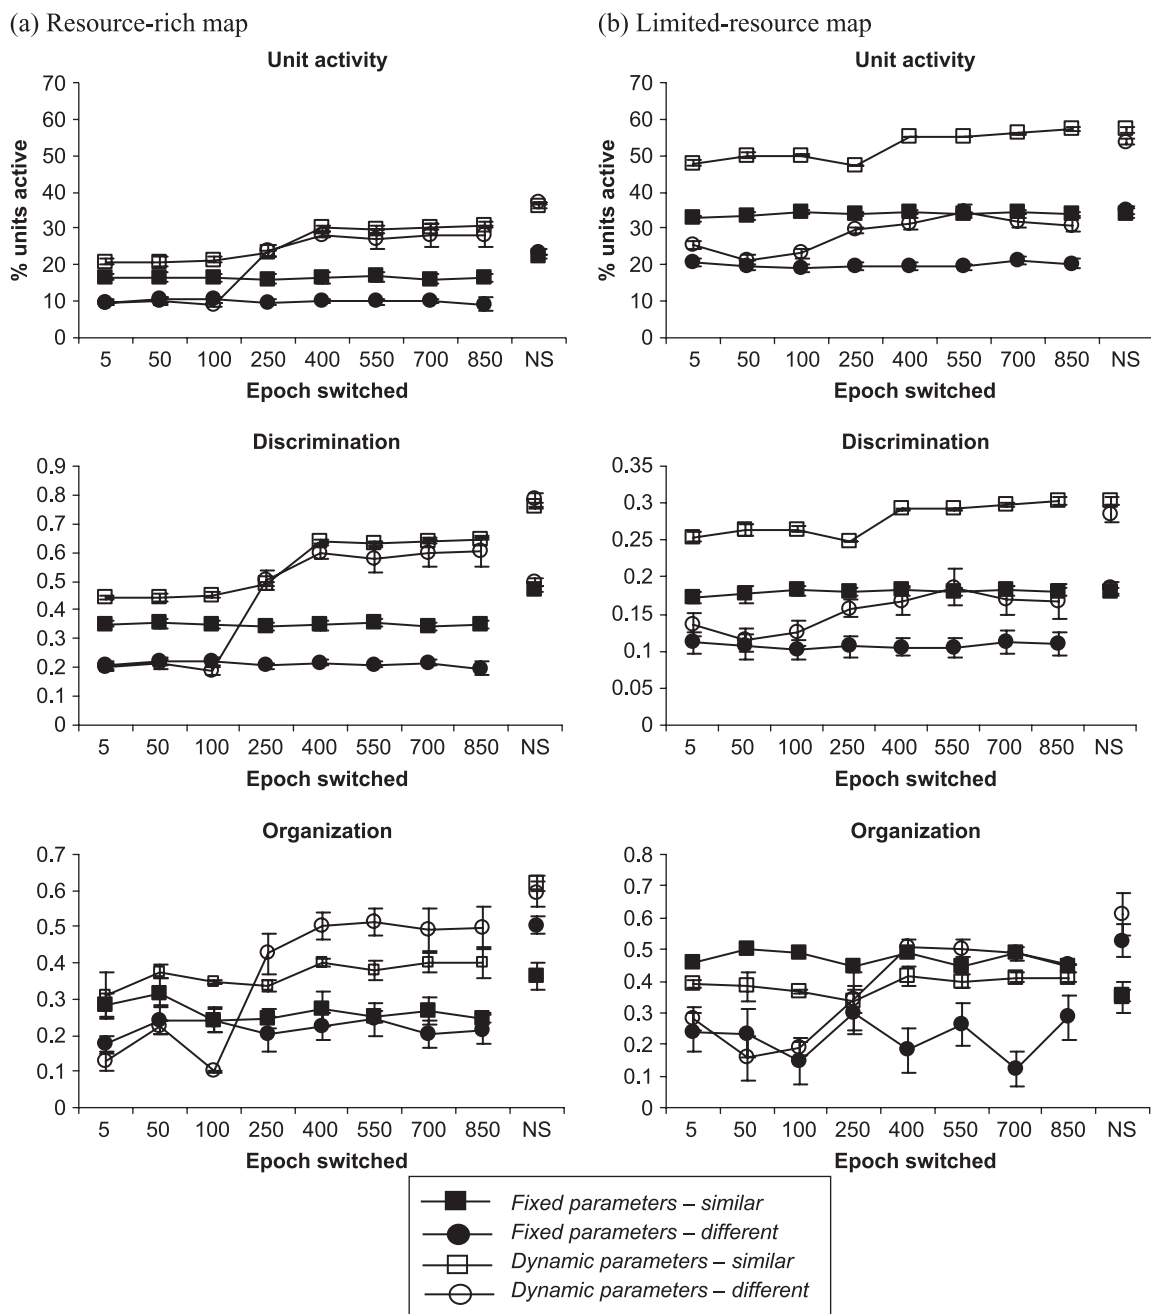 (a) Resource-rich map
Unit activity
% units active
70
60
50
40
30
20
10
0
5 50 100 250 400 550 700 850 NS
Epoch switched
Discrimination
0.9
0.8
0.7
0.6
0.5
0.4
0.3
0.2
0.1
0
5 50 100 250 400 550 700 850 NS
Epoch switched
Organization
0.7
0.6
0.5
0.4
0.3
0.2
0.1
0
5 50 100 250 400 550 700 850 NS
Epoch switched
(b) Limited-resource map
Unit activity
% units active
70
60
50
40
30
20
10
0
5 50 100 250 400 550 700 850 NS
Epoch switched
Discrimination
0.35
0.3
0.25
0.2
0.15
0.1
0.05
0
5 50 100 250 400 550 700 850 NS
Epoch switched
Organization
0.8
0.7
0.6
0.5
0.4
0.3
0.2
0.1
0
5 50 100 250 400 550 700 850 NS
Epoch switched
Fixed parameters – similar
Fixed parameters – different
Dynamic parameters – similar
Dynamic parameters – different